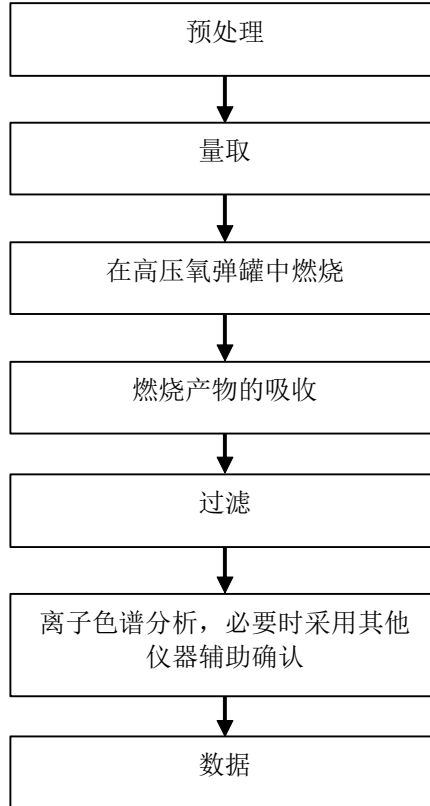 预处理
量取
在高压氧弹罐中燃烧
燃烧产物的吸收
过滤
离子色谱分析，必要时采用其他
仪器辅助确认
数据